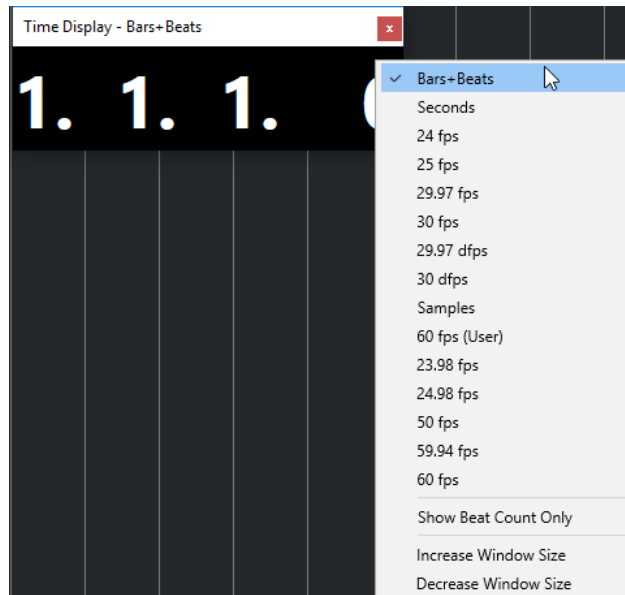 Time Display - Bars+Beats
x
1. 1. 1.
Bars+Beats
Seconds
24 fps
25 fps
29.97 fps
30 fps
29.97 dfps
30 dfps
Samples
60 fps (User)
23.98 fps
24.98 fps
50 fps
59.94 fps
60 fps
Show Beat Count Only
Increase Window Size
Decrease Window Size